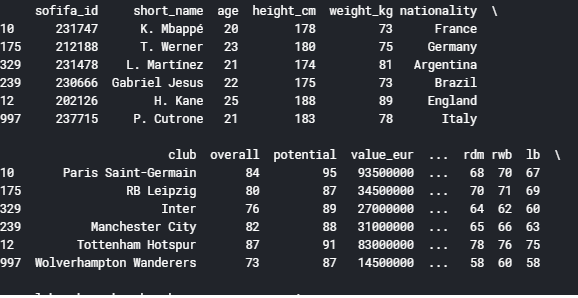 sofifa_id short_name age height_cm weight_kg nationality \
10 231747 K. Mbappé 20 178 73 France
175 212188 T. Werner 23 180 75 Germany
329 231478 L. Martínez 21 174 81 Argentina
239 230666 Gabriel Jesus 22 175 73 Brazil
12 202126 H. Kane 25 188 89 England
997 237715 P. Cutrone 21 183 78 Italy
club overall potential value_eur ... rdm rwb lb \
10 Paris Saint-Germain 84 95 93500000 ... 68 70 67
175 RB Leipzig 80 87 34500000 ... 70 71 69
329 Inter 76 89 27000000 ... 64 62 60
239 Manchester City 82 88 31000000 ... 65 66 63
12 Tottenham Hotspur 87 91 83000000 ... 78 76 75
997 Wolverhampton Wanderers 73 87 14500000 ... 58 60 58